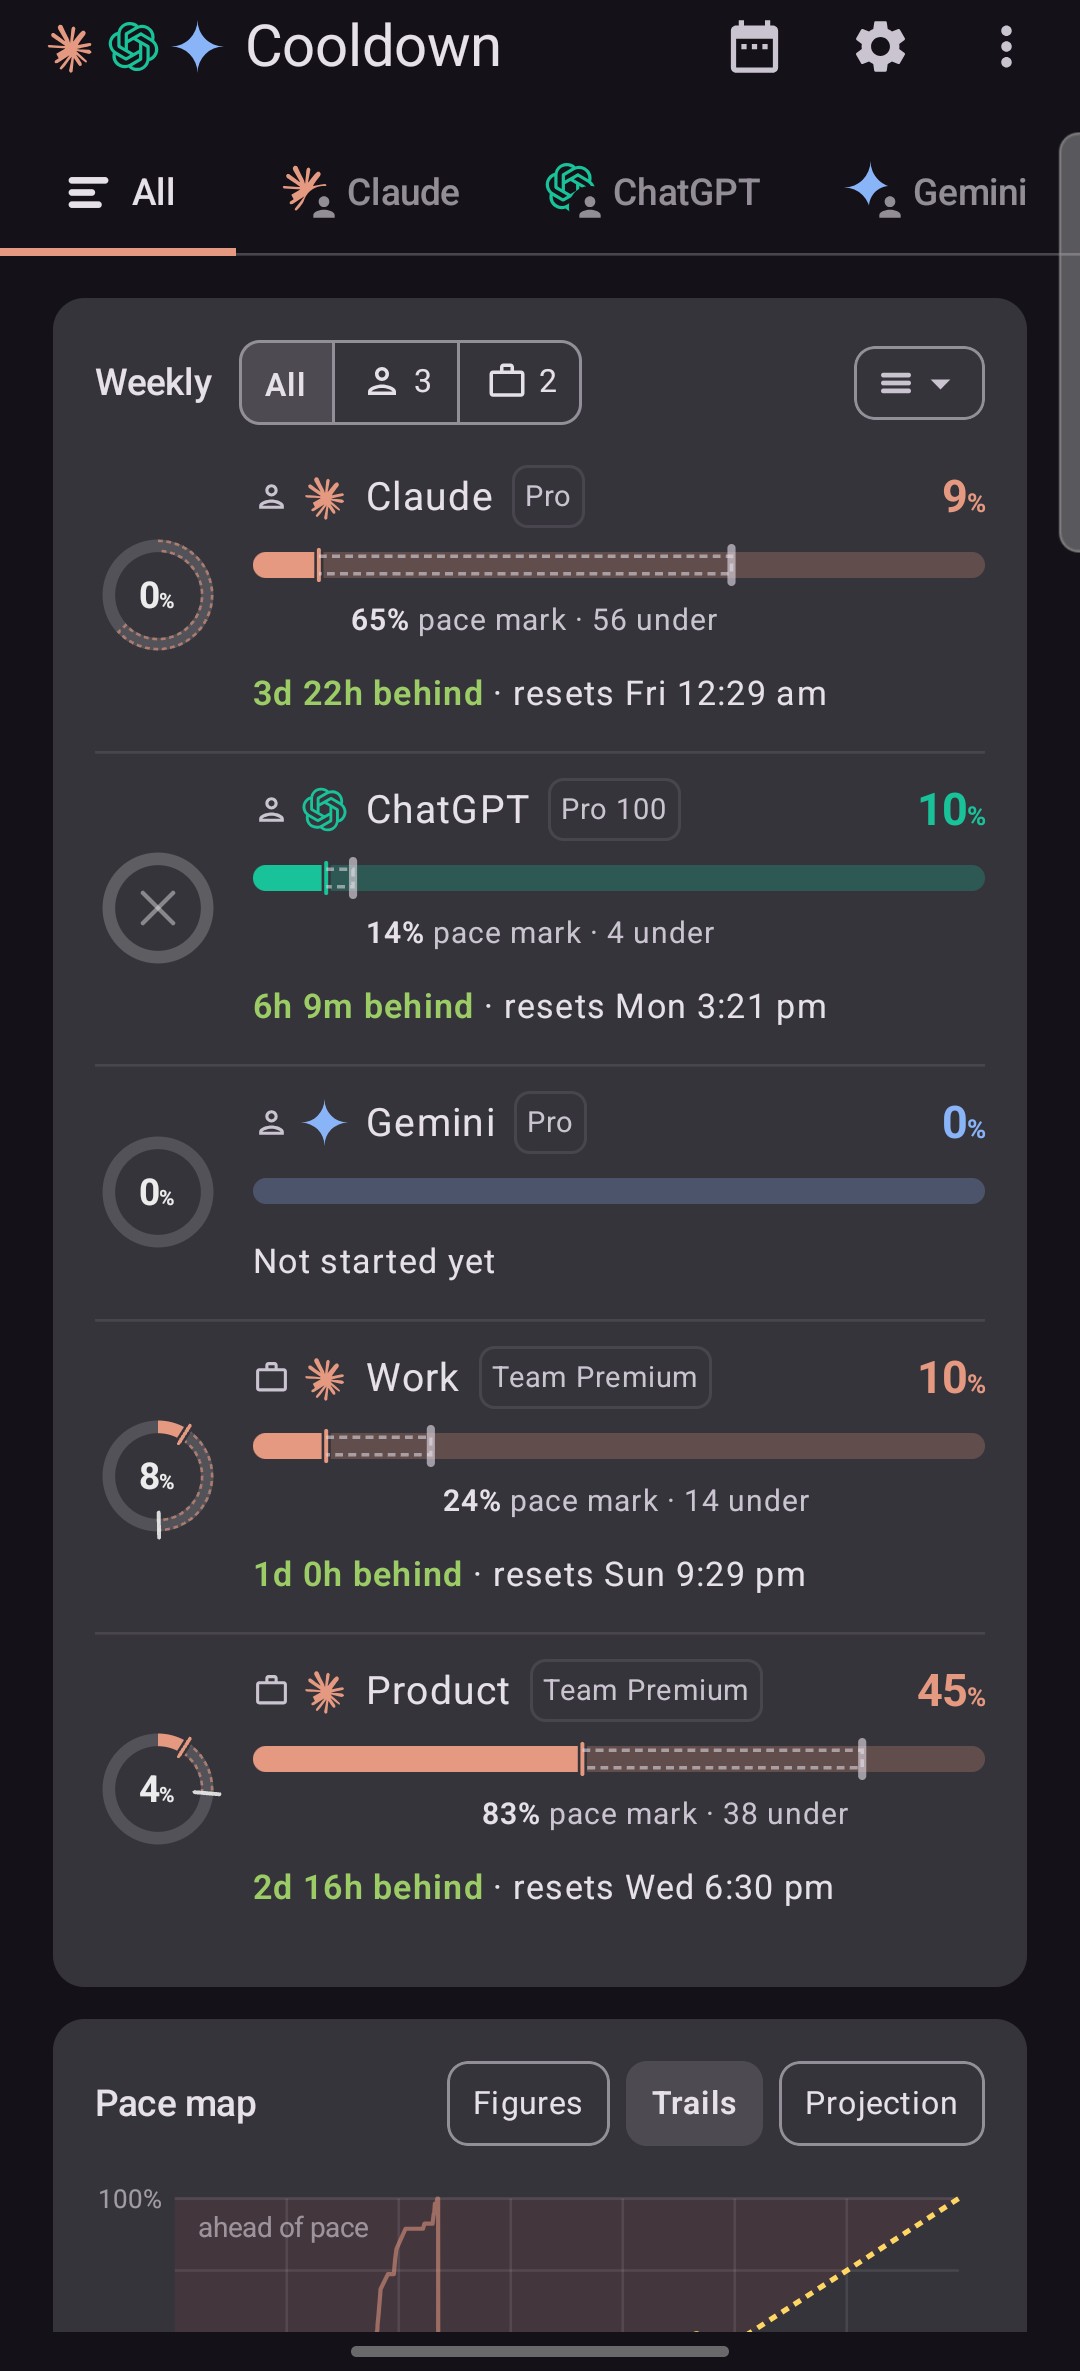 Cooldown
All Claude ChatGPT Gemini
Weekly All 3 2
Claude Pro 9%
0%
65% pace mark · 56 under
3d 22h behind · resets Fri 12:29 am
ChatGPT Pro 100 10%
14% pace mark · 4 under
6h 9m behind · resets Mon 3:21 pm
Gemini Pro 0%
0%
Not started yet
Work Team Premium 10%
8%
24% pace mark · 14 under
1d 0h behind · resets Sun 9:29 pm
Product Team Premium 45%
4%
83% pace mark · 38 under
2d 16h behind · resets Wed 6:30 pm
Pace map Figures Trails Projection
100%
ahead of pace